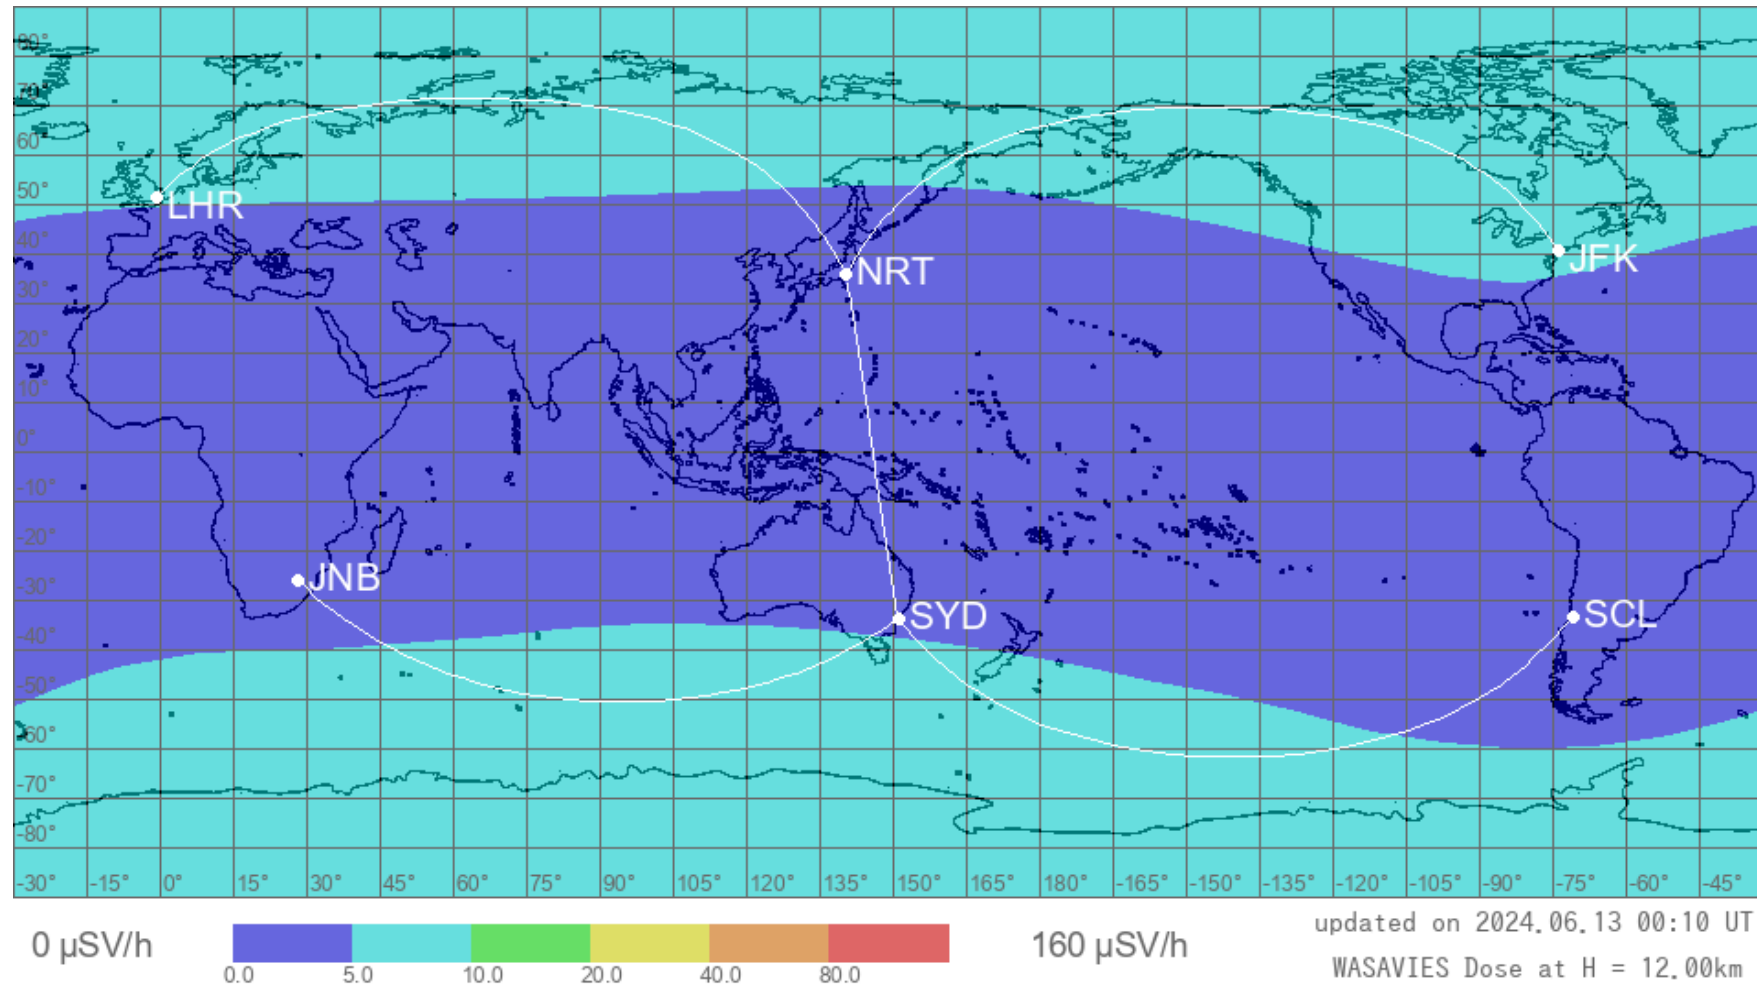 80°
70°
60°
50°
LHR
40°
NRT
JFK
30°
20°
10°
0°
-10°
-20°
-30°
JNB
SYD
SCL
-40°
-50°
-60°
-70°
-80°
-30° -15° 0° 15° 30° 45° 60° 75° 90° 105° 120° 135° 150° 165° 180° -165° -150° -135° -120° -105° -90° -75° -60° -45°
0 µSV/h
160 µSV/h
0.0 5.0 10.0 20.0 40.0 80.0
updated on 2024.06.13 00:10 UT
WASAVIES Dose at H = 12.00km